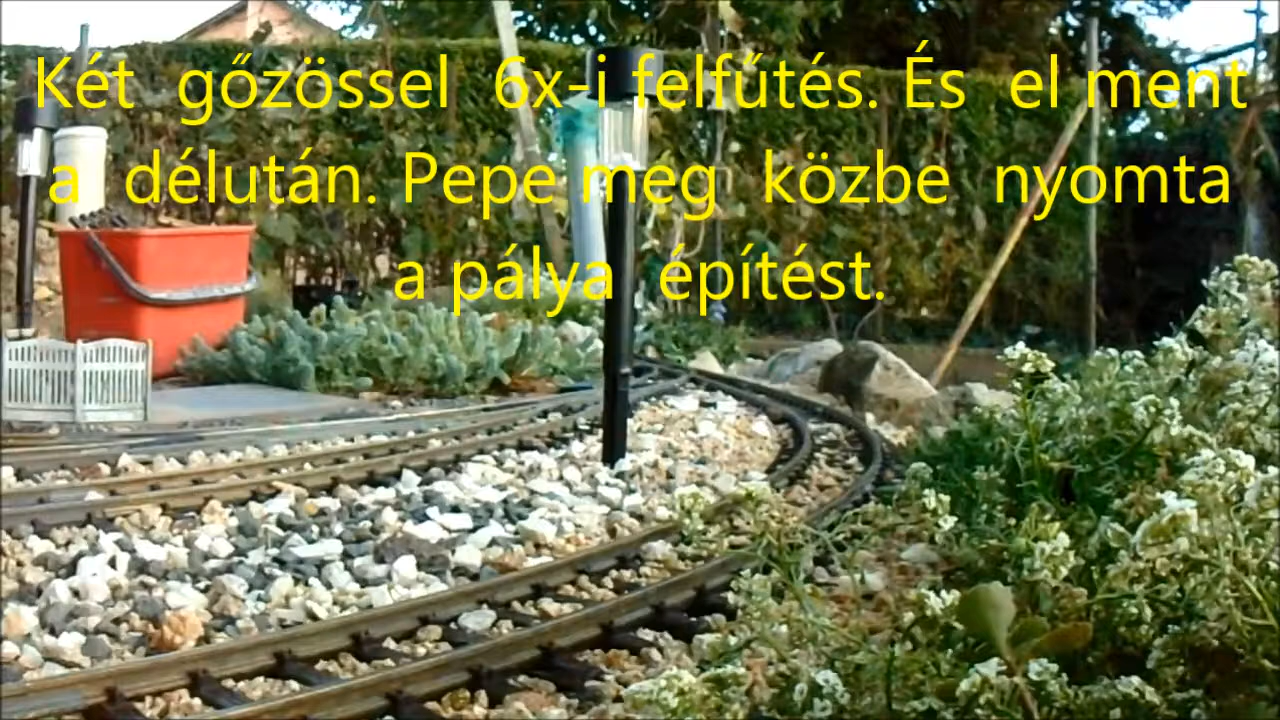 Két gőzössel 6x-i felfűtés. És el ment
a délután. Pepe meg közbe nyomta
a pálya építést.